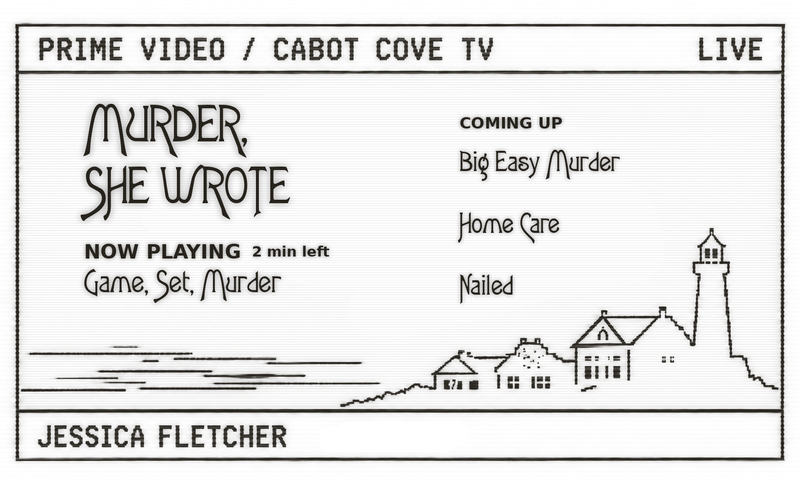 PRIME VIDEO / CABOT COVE TV LIVE
MURDER,
SHE WROTE
NOW PLAYING 2 min left
Game, Set, Murder
COMING UP
Big Easy Murder
Home Care
Nailed
JESSICA FLETCHER